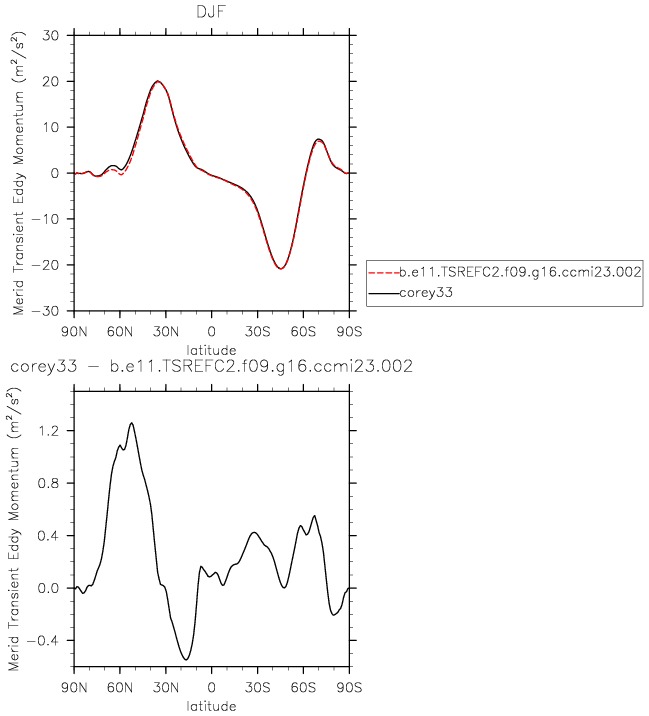 DJF
Merid Transient Eddy Momentum (m²/s²)
30
20
10
0
−10
−20
−30
90N 60N 30N 0 30S 60S 90S
latitude
b.e11.TSREFC2.f09.g16.ccmi23.002
corey33
corey33 − b.e11.TSREFC2.f09.g16.ccmi23.002
Merid Transient Eddy Momentum (m²/s²)
1.2
0.8
0.4
0.0
−0.4
90N 60N 30N 0 30S 60S 90S
latitude